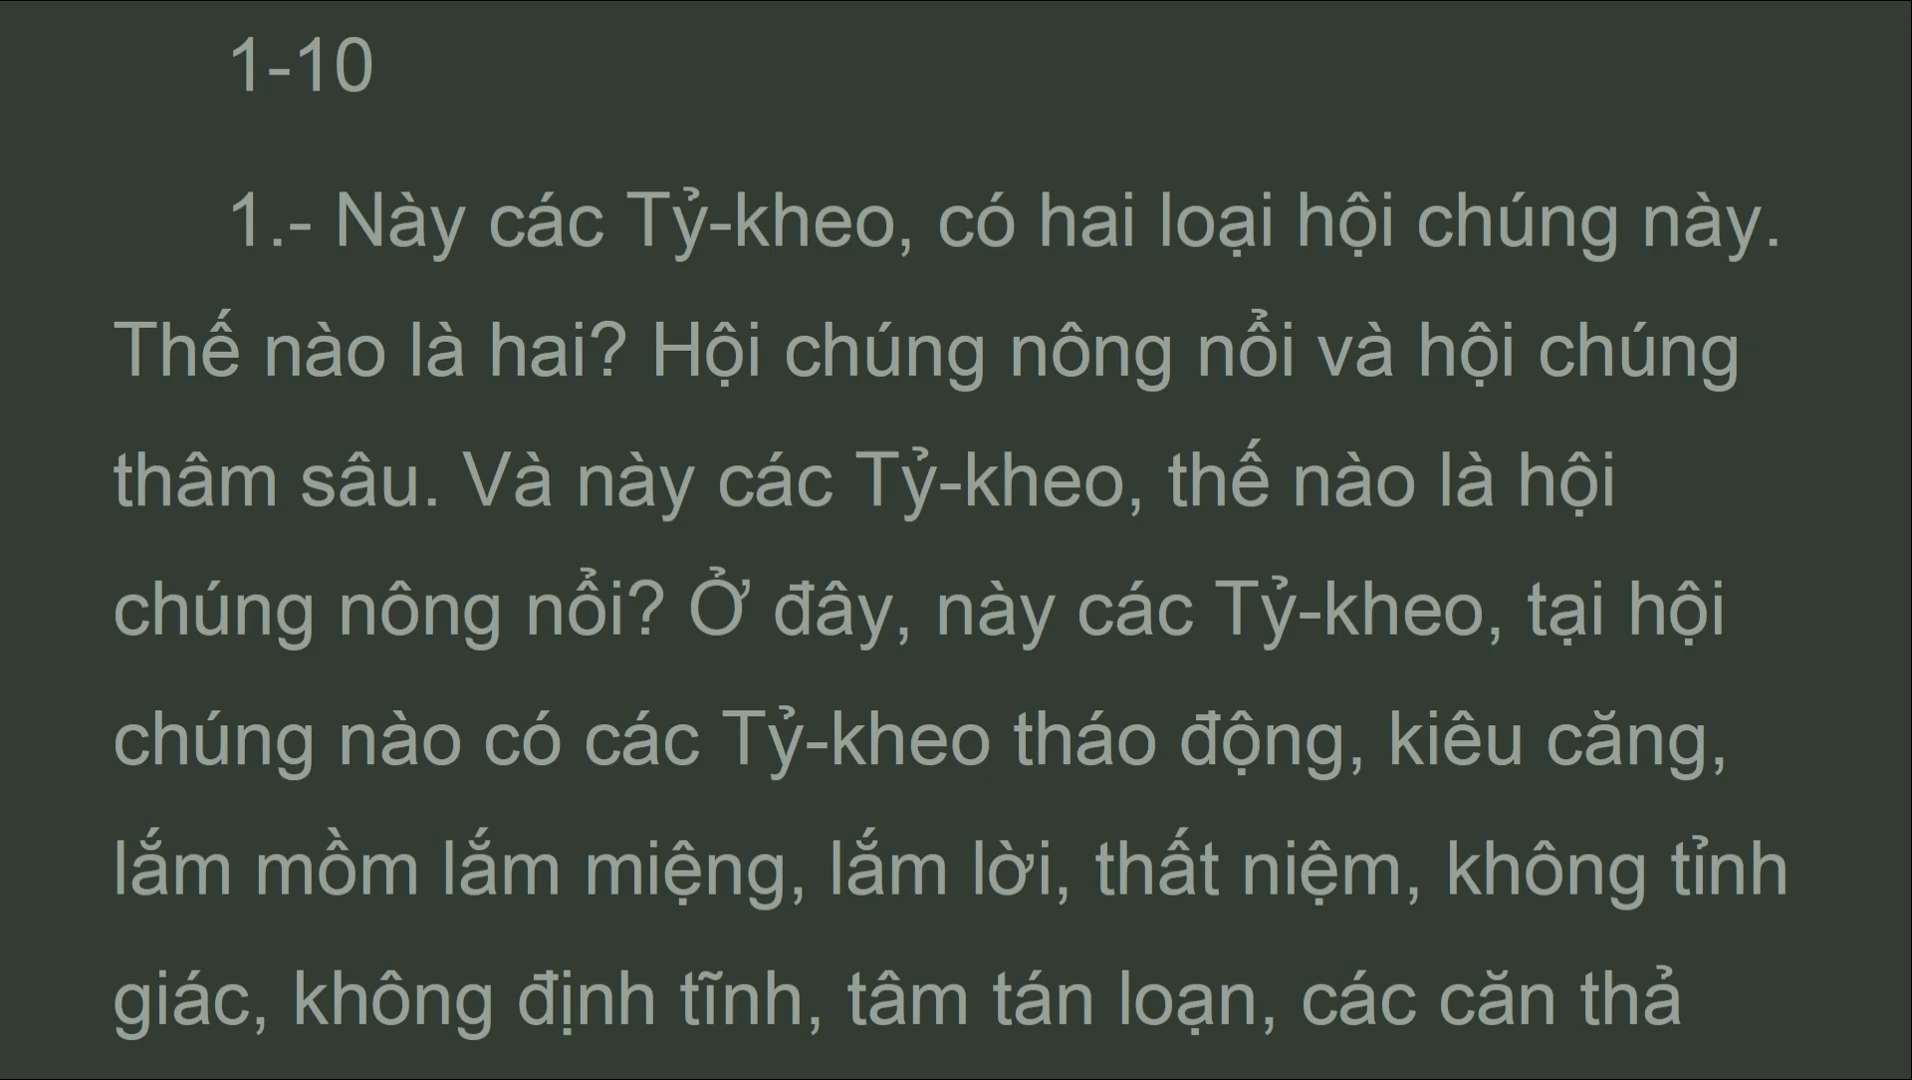 1-10
1.- Này các Tỷ-kheo, có hai loại hội chúng này.
Thế nào là hai? Hội chúng nông nổi và hội chúng
thâm sâu. Và này các Tỷ-kheo, thế nào là hội
chúng nông nổi? Ở đây, này các Tỷ-kheo, tại hội
chúng nào có các Tỷ-kheo tháo động, kiêu căng,
lắm mồm lắm miệng, lắm lời, thất niệm, không tỉnh
giác, không định tĩnh, tâm tán loạn, các căn thả